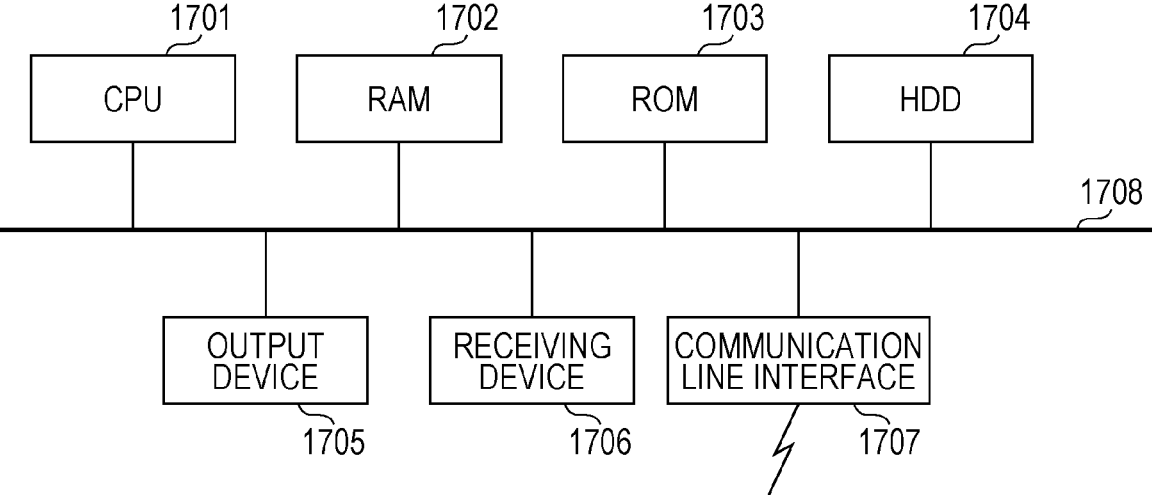 1701
1702
1703
1704
CPU
RAM
ROM
HDD
1708
OUTPUT
DEVICE
RECEIVING
DEVICE
COMMUNICATION
LINE INTERFACE
1705
1706
1707